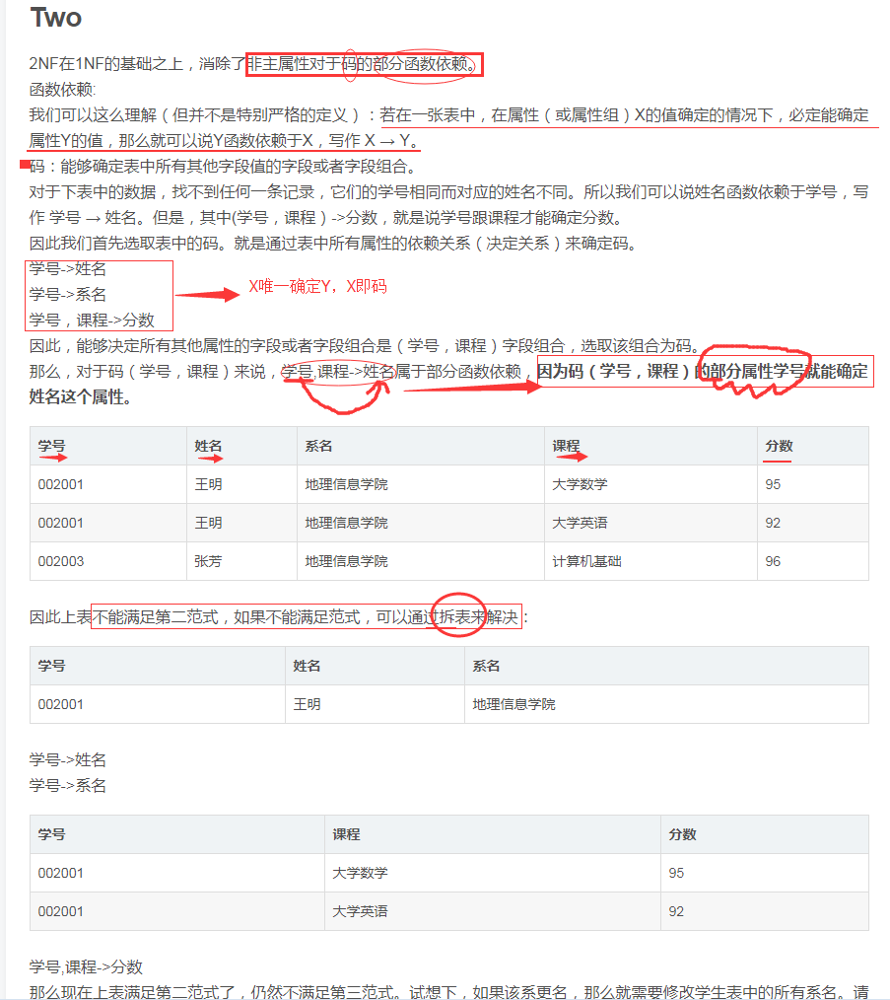 Two
2NF在1NF的基础之上，消除了非主属性对于码的部分函数依赖。
函数依赖:
我们可以这么理解（但并不是特别严格的定义）：若在一张表中，在属性（或属性组）X的值确定的情况下，必定能确定
属性Y的值，那么就可以说Y函数依赖于X，写作 X → Y。
码：能够确定表中所有其他字段值的字段或者字段组合。
对于下表中的数据，找不到任何一条记录，它们的学号相同而对应的姓名不同。所以我们可以说姓名函数依赖于学号，写
作 学号 → 姓名。但是，其中(学号，课程）->分数，就是说学号跟课程才能确定分数。
因此我们首先选取表中的码。就是通过表中所有属性的依赖关系（决定关系）来确定码。
学号->姓名
学号->系名
X唯一确定Y，X即码
学号，课程->分数
因此，能够决定所有其他属性的字段或者字段组合是（学号，课程）字段组合，选取该组合为码。
那么，对于码（学号，课程）来说，学号,课程->姓名属于部分函数依赖，因为码（学号，课程）的部分属性学号就能确定
姓名这个属性。
学号 姓名 系名 课程 分数
002001 王明 地理信息学院 大学数学 95
002001 王明 地理信息学院 大学英语 92
002003 张芳 地理信息学院 计算机基础 96
因此上表不能满足第二范式，如果不能满足范式，可以通过拆表来解决：
学号 姓名 系名
002001 王明 地理信息学院
学号->姓名
学号->系名
学号 课程 分数
002001 大学数学 95
002001 大学英语 92
学号,课程->分数
那么现在上表满足第二范式了，仍然不满足第三范式。试想下，如果该系更名，那么就需要修改学生表中的所有系名。请